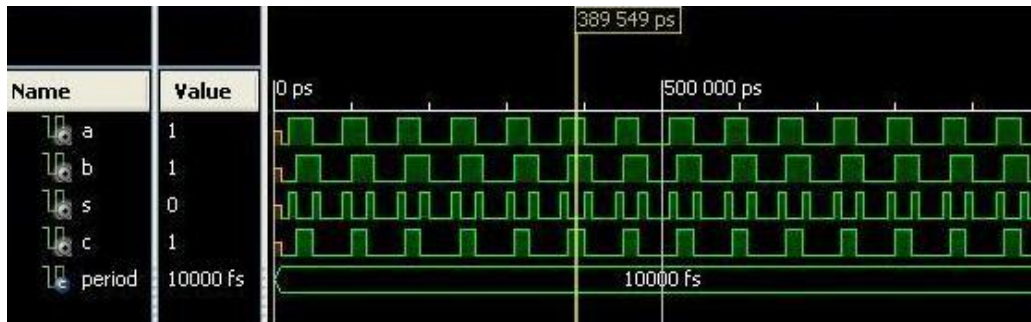 389 549 ps
Name Value 0 ps 500 000 ps
a 1
b 1
s 0
c 1
period 10000 fs 10000 fs